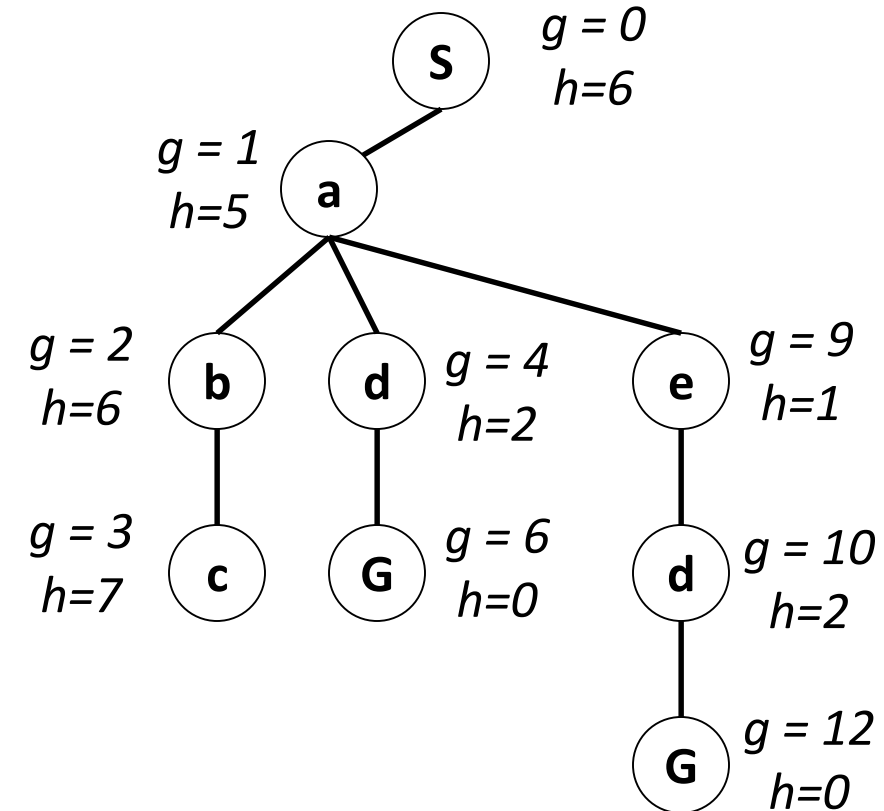 S
g = 0
h=6
g = 1
h=5
a
g = 2
h=6
b
d
g = 4
h=2
e
g = 9
h=1
g = 3
h=7
c
G
g = 6
h=0
d
g = 10
h=2
G
g = 12
h=0